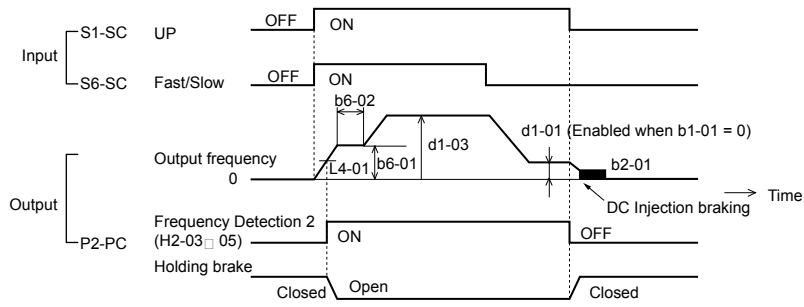 Input
S1-SC UP OFF ON
S6-SC Fast/Slow OFF ON
b6-02
d1-01 (Enabled when b1-01 = 0)
d1-03
Output frequency
0
L4-01
b6-01
b2-01
DC Injection braking
Time
Output
Frequency Detection 2
(H2-03□ 05)
P2-PC
ON
OFF
Holding brake
Closed
Open
Closed